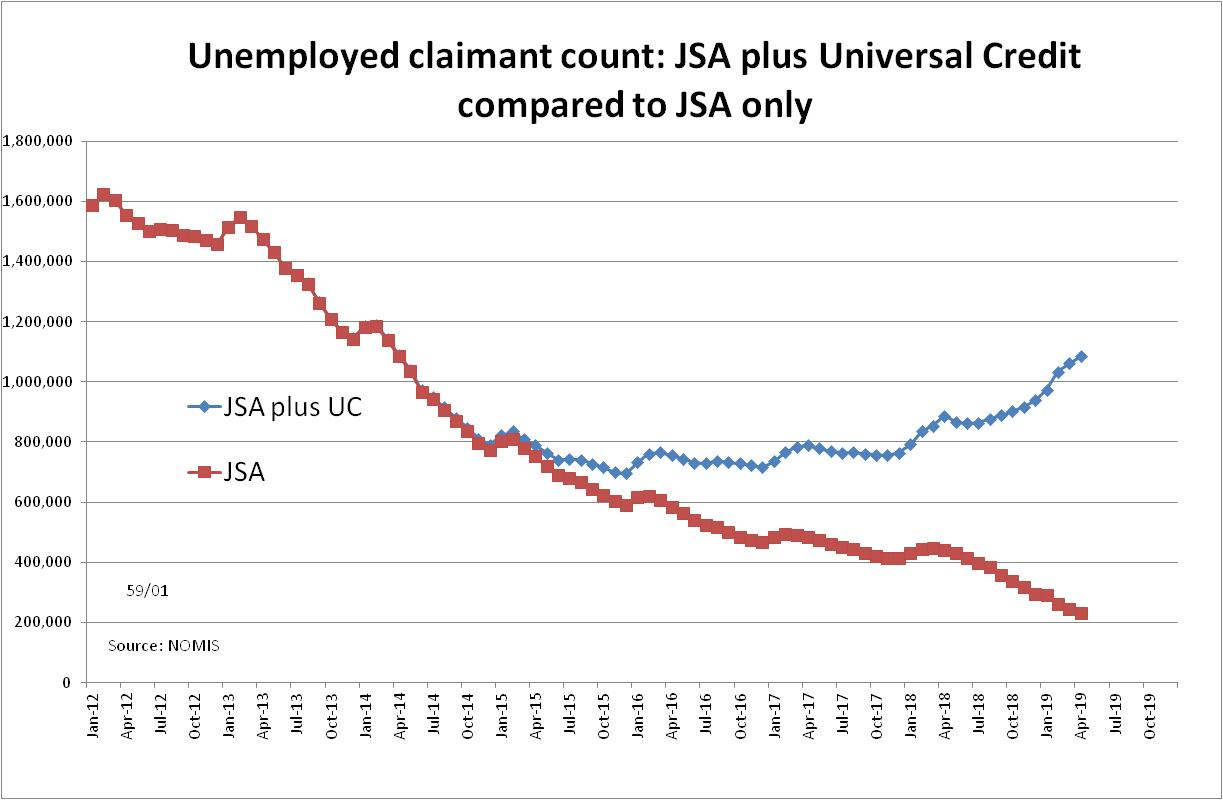 Unemployed claimant count: JSA plus Universal Credit
compared to JSA only
1,800,000
1,600,000
1,400,000
1,200,000
1,000,000
800,000
600,000
400,000
200,000
0
JSA plus UC
JSA
59/01
Source: NOMIS
Jan-12
Apr-12
Jul-12
Oct-12
Jan-13
Apr-13
Jul-13
Oct-13
Jan-14
Apr-14
Jul-14
Oct-14
Jan-15
Apr-15
Jul-15
Oct-15
Jan-16
Apr-16
Jul-16
Oct-16
Jan-17
Apr-17
Jul-17
Oct-17
Jan-18
Apr-18
Jul-18
Oct-18
Jan-19
Apr-19
Jul-19
Oct-19